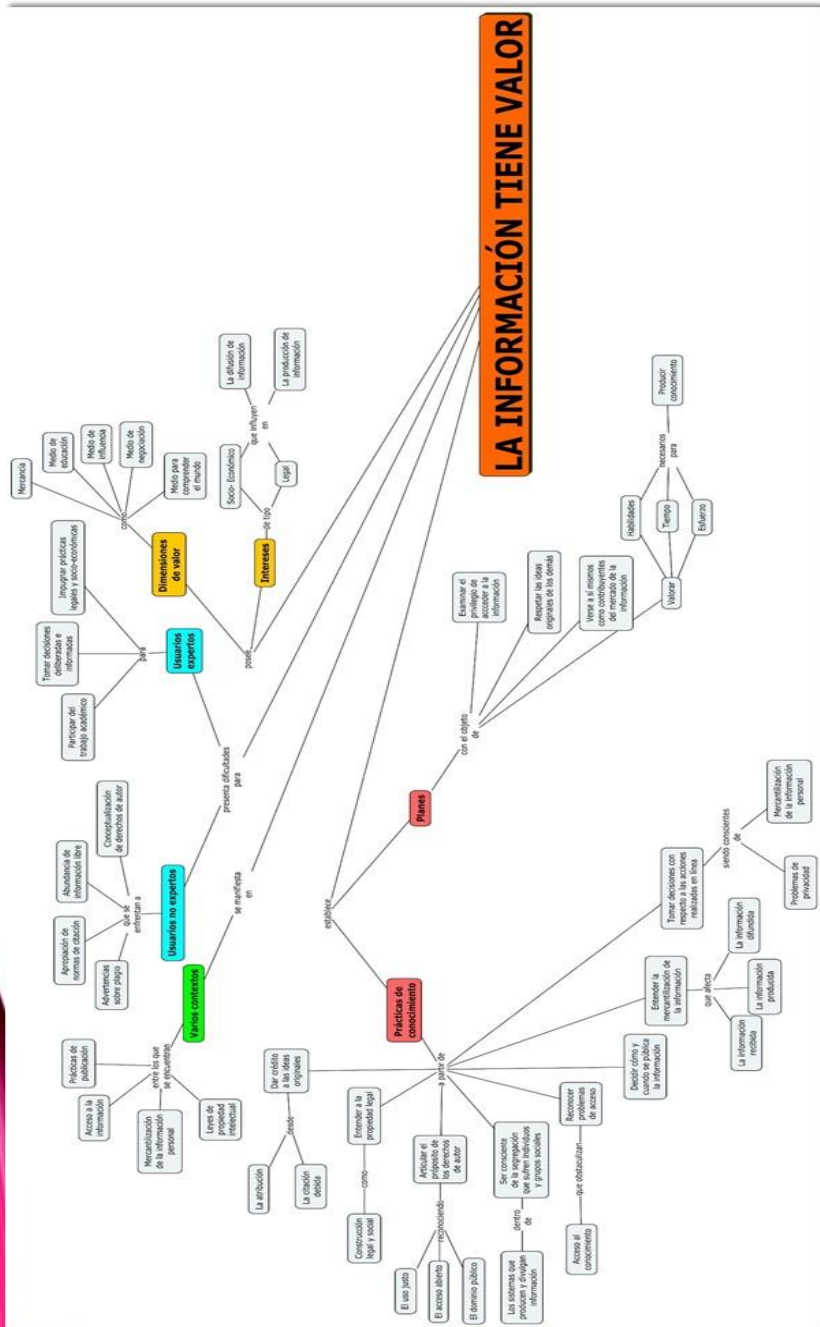 LA INFORMACIÓN TIENE VALOR
posee
Dimensiones
de valor
como
Mercancía
Medio de
educación
Medio de
influencia
Medio de
negociación
Medio para
comprender
el mundo
Intereses
de tipo
Socio- Económico
Legal
que influyen
en
La difusión de
información
La producción de
información
presenta dificultades
para
Usuarios
expertos
para
Participar del
trabajo académico
Tomar decisiones
deliberadas e
informadas
Impugnar prácticas
legales y socio-económicas
Usuarios no expertos
que se
enfrentan a
Advertencias
sobre plagio
Apropiación de
normas de citación
Abundancia de
información libre
Conceptualización
de derechos de autor
se manifiesta
en
Varios contextos
entre los que
se encuentran
Prácticas de
publicación
Acceso a la
información
Mercantilización
de la información
personal
Leyes de
propiedad
intelectual
establece
Planes
con el objeto
de
Examinar el
privilegio de
accceder a la
información
Respetar las ideas
originales de los demás
Verse a sí mismos
como contribuyentes
del mercado de la
información
Valorar
Habilidades
Tiempo
Esfuerzo
necesarios
para
Producir
conocimiento
Prácticas de
conocimiento
a parte de
Dar crédito
a las ideas
originales
desde
La atribución
La citación
debida
Entender a la
propiedad legal
como
Construcción
legal y social
Articular el
propósito de
los derechos
de autor
reconociendo
El uso justo
El acceso abierto
El dominio público
Ser consciente
de la segregación
que sufren individuos
y grupos sociales
dentro
de
Los sistemas que
producen y divulgan
información
Reconocer
problemas
de acceso
que obstaculizan
Acceso al
conocimiento
Decidir cómo y
cuando se pública
la información
Entender la
mercantilización de
la información
que afecta
La información
recibida
La información
producida
La información
difundida
Tomar decisiones con
respecto a las acciones
realizadas en línea
siendo conscientes
de
Problemas de
privacidad
Mercantilización
de la información
personal